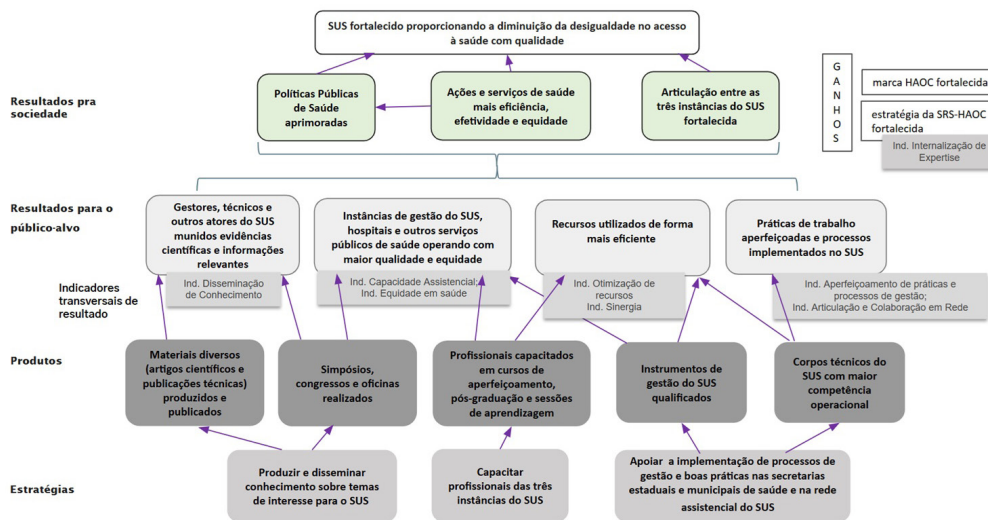 SUS fortalecido proporcionando a diminuição da desigualdade no acesso
à saúde com qualidade
G
A
N
H
O
S
marca HAOC fortalecida
estratégia da SRS-HAOC
fortalecida
Ind. Internalização de
Expertise
Resultados pra
sociedade
Políticas Públicas
de Saúde
aprimoradas
Ações e serviços de saúde
mais eficiência,
efetividade e equidade
Articulação entre as
três instâncias do SUS
fortalecida
Resultados para o
público-alvo
Gestores, técnicos e
outros atores do SUS
munidos evidências
científicas e informações
relevantes
Instâncias de gestão do SUS,
hospitais e outros serviços
públicos de saúde operando com
maior qualidade e equidade
Recursos utilizados de forma
mais eficiente
Práticas de trabalho
aperfeiçoadas e processos
implementados no SUS
Indicadores
transversais de
resultado
Ind. Disseminação
de Conhecimento
Ind. Capacidade Assistencial;
Ind. Equidade em saúde
Ind. Otimização de
recursos
Ind. Sinergia
Ind. Aperfeiçoamento de práticas e
processos de gestão;
Ind. Articulação e Colaboração em Rede
Produtos
Materiais diversos
(artigos científicos e
publicações técnicas)
produzidos e
publicados
Simpósios,
congressos e oficinas
realizados
Profissionais capacitados
em cursos de
aperfeiçoamento,
pós-graduação e sessões
de aprendizagem
Instrumentos de
gestão do SUS
qualificados
Corpos técnicos do
SUS com maior
competência
operacional
Estratégias
Produzir e disseminar
conhecimento sobre temas
de interesse para o SUS
Capacitar
profissionais das três
instâncias do SUS
Apoiar a implementação de processos de
gestão e boas práticas nas secretarias
estaduais e municipais de saúde e na rede
assistencial do SUS